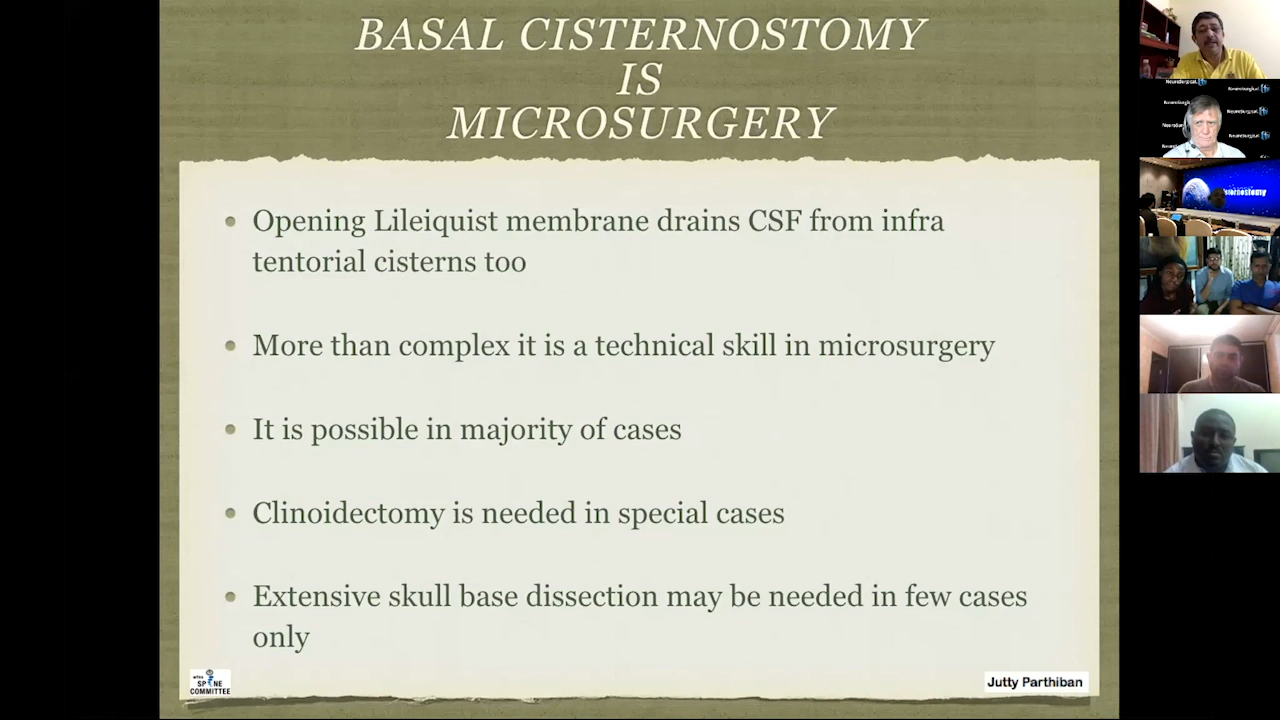 BASAL CISTERNOSTOMY
IS
MICROSURGERY
Opening Lileiquist membrane drains CSF from infra
tentorial cisterns too
More than complex it is a technical skill in microsurgery
It is possible in majority of cases
Clinoidectomy is needed in special cases
Extensive skull base dissection may be needed in few cases
only
SPINE
COMMITTEE
Jutty Parthiban